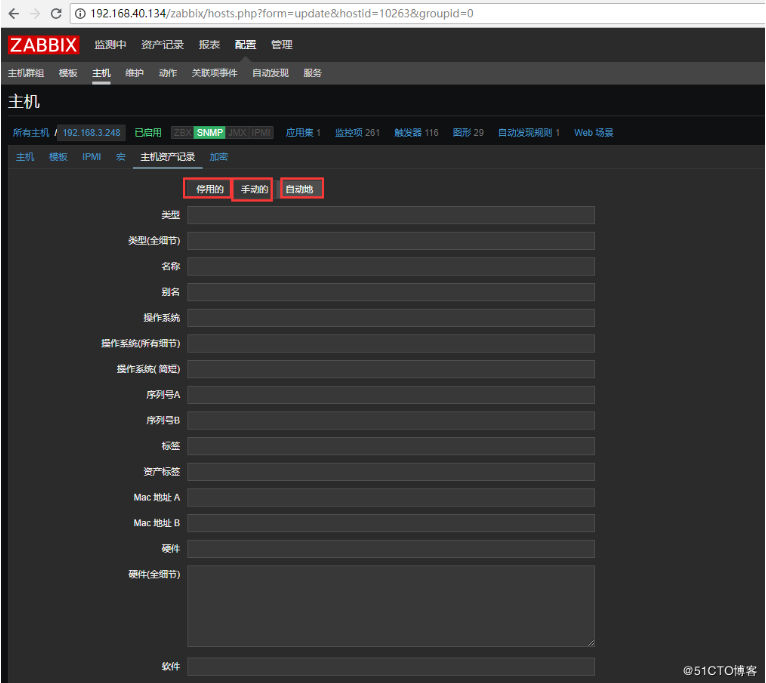 192.168.40.134/zabbix/hosts.php?form=update&hostid=10263&groupid=0
ZABBIX 监测中 资产记录 报表 配置 管理
主机群组 模板 主机 维护 动作 关联项事件 自动发现 服务
主机
所有主机 / 192.168.3.248 已启用 ZBX SNMP JMX IPMI 应用集 1 监控项 261 触发器 116 图形 29 自动发现规则 1 Web 场景
主机 模板 IPMI 宏 主机资产记录 加密
停用的 手动的 自动地
类型
类型(全细节)
名称
别名
操作系统
操作系统(所有细节)
操作系统( 简短)
序列号A
序列号B
标签
资产标签
Mac 地址 A
Mac 地址 B
硬件
硬件(全细节)
软件
@51CTO博客